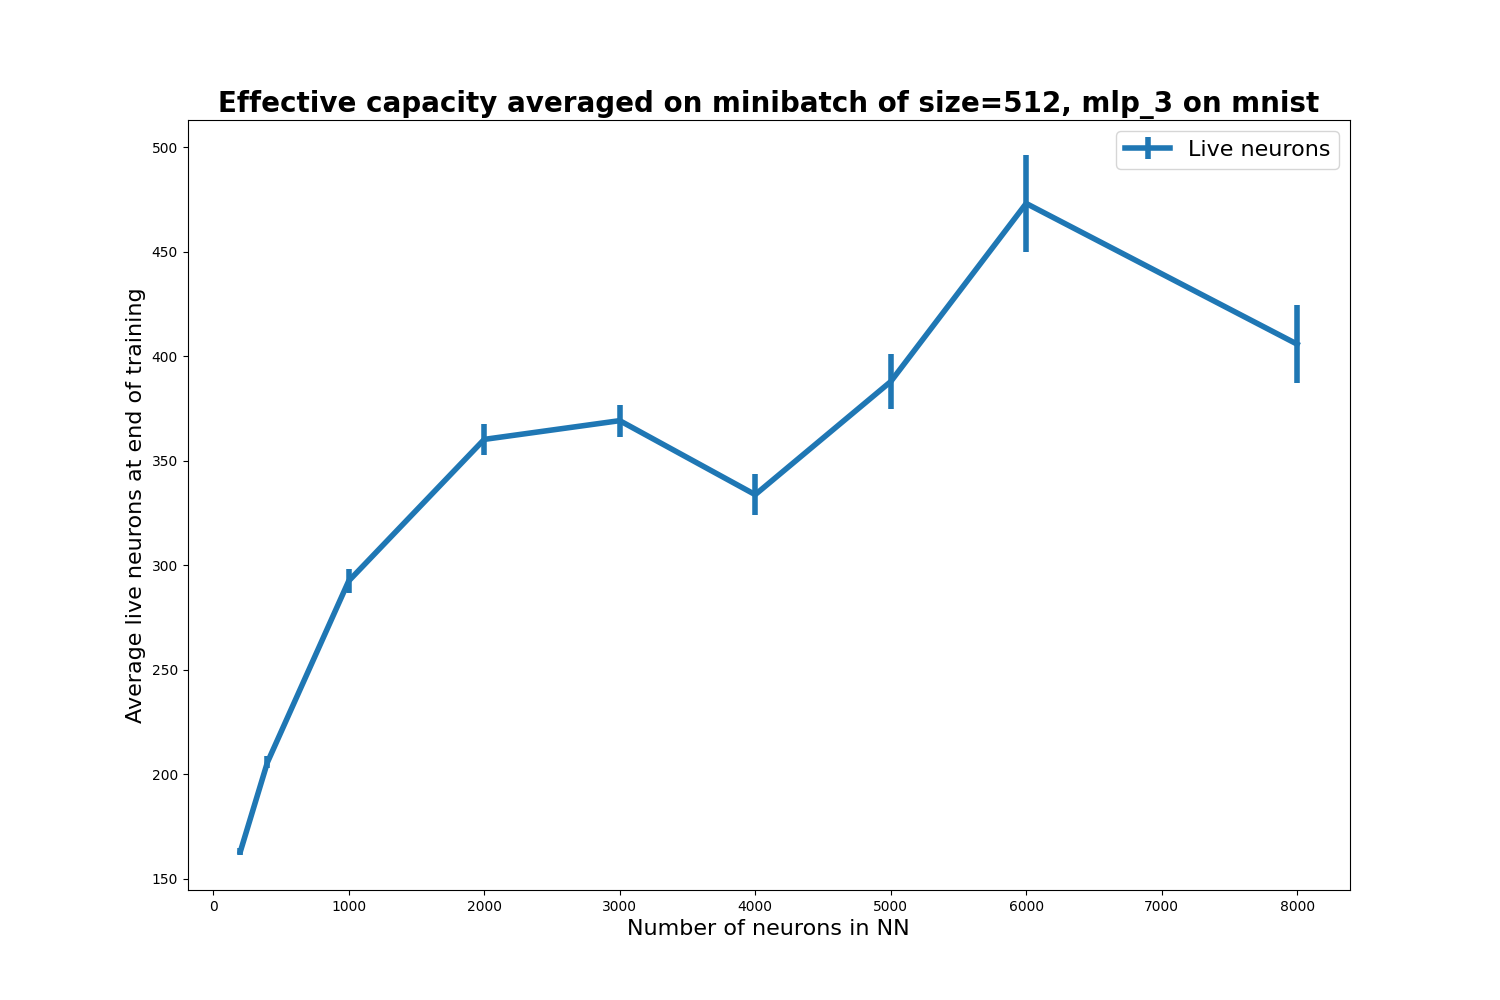 Effective capacity averaged on minibatch of size=512, mlp_3 on mnist
Live neurons
Average live neurons at end of training
500
450
400
350
300
250
200
150
0 1000 2000 3000 4000 5000 6000 7000 8000
Number of neurons in NN